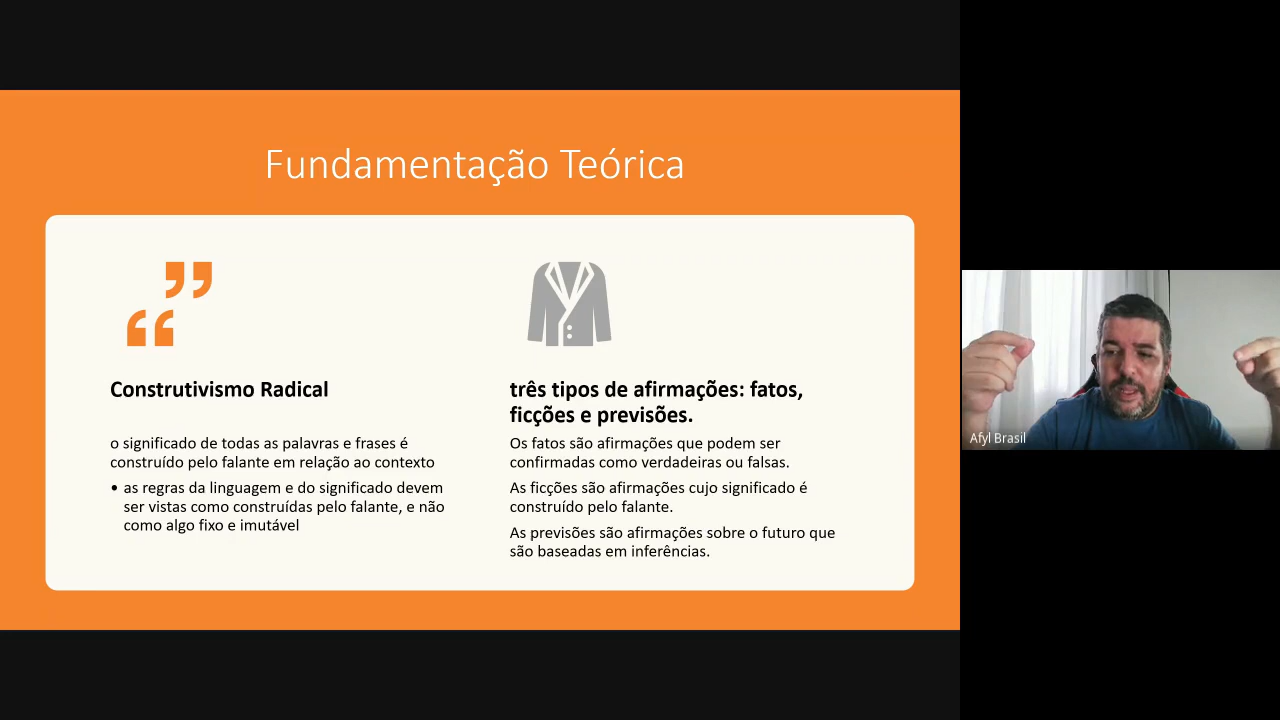 Fundamentação Teórica
Construtivismo Radical
o significado de todas as palavras e frases é
construído pelo falante em relação ao contexto
• as regras da linguagem e do significado devem
ser vistas como construídas pelo falante, e não
como algo fixo e imutável
três tipos de afirmações: fatos,
ficções e previsões.
Os fatos são afirmações que podem ser
confirmadas como verdadeiras ou falsas.
As ficções são afirmações cujo significado é
construído pelo falante.
As previsões são afirmações sobre o futuro que
são baseadas em inferências.
Afyl Brasil